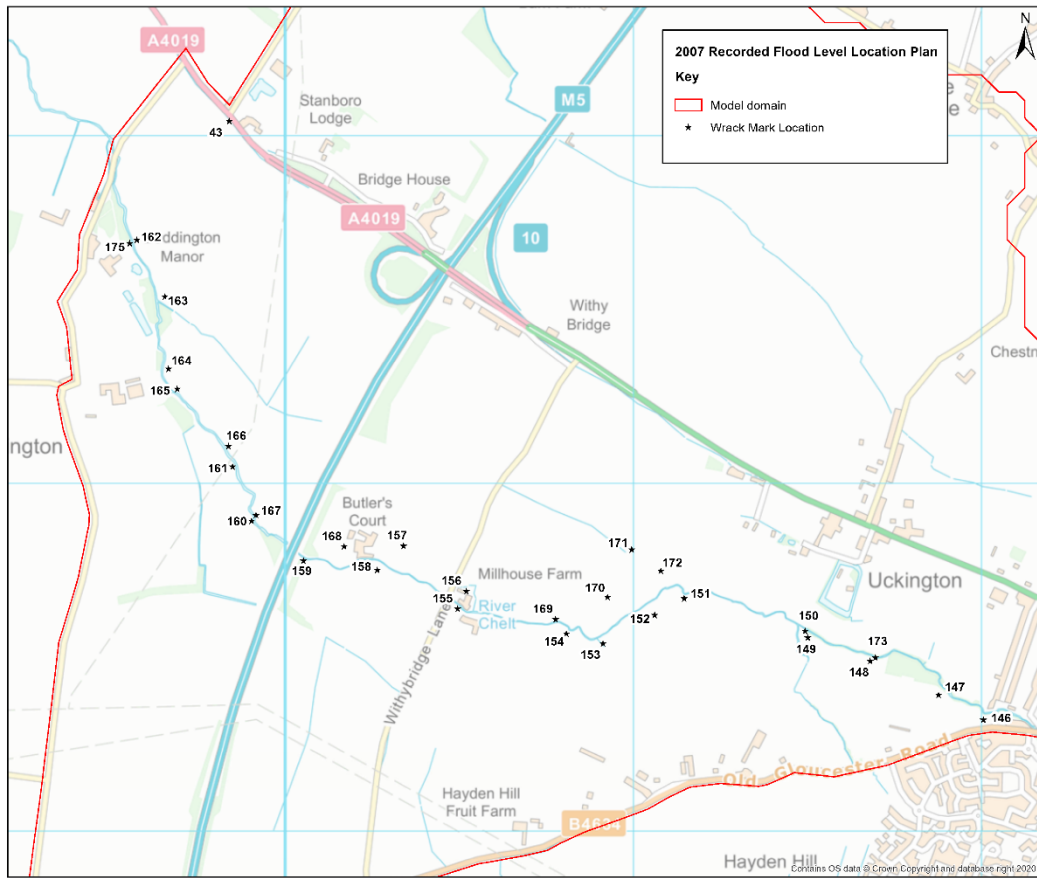 A4019
N
2007 Recorded Flood Level Location Plan
Key
Model domain
Wrack Mark Location
M5
Stanboro
Lodge
43
Bridge House
A4019
10
162
175
ddington
Manor
163
Withy
Bridge
Chestn
164
165
ngton
166
161
167
160
Butler's
Court
168
157
159
158
171
172
156
Millhouse Farm
170
155
River
Chelt
151
Uckington
169
154
152
153
150
149
173
148
147
146
Withybridge Lane
Old Gloucester Road
Hayden Hill
Fruit Farm
B4634
Hayden Hill
Contains OS data © Crown Copyright and database right 2020